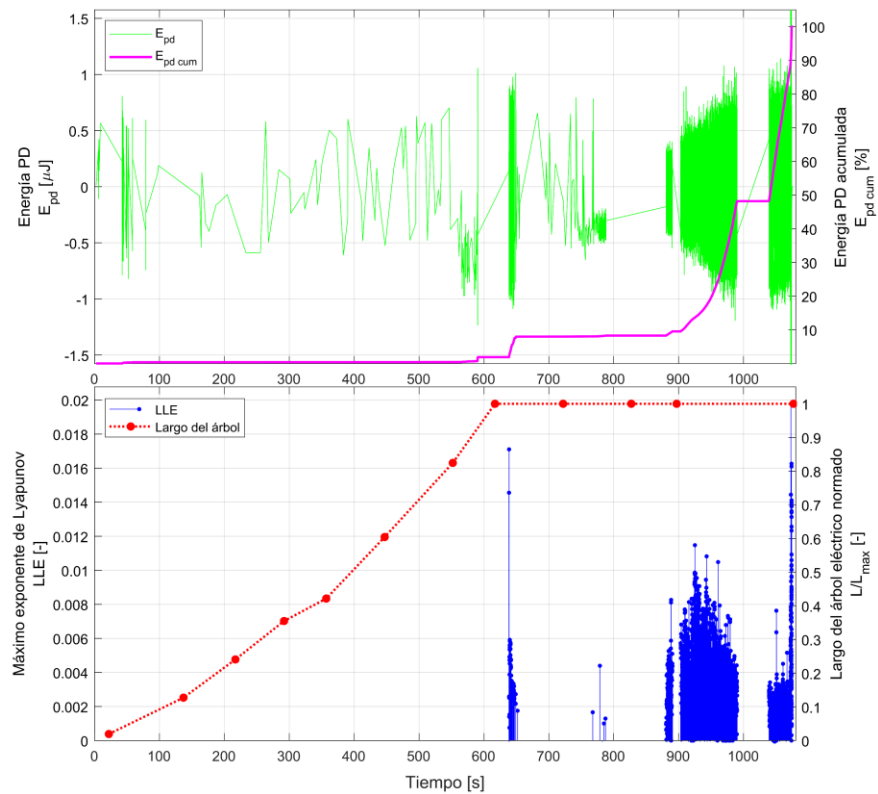 1.5
1
0.5
0
-0.5
-1
-1.5
Energía PD
E_pd [μJ]
E_pd
E_pd cum
100
90
80
70
60
50
40
30
20
10
Energía PD acumulada
E_pd cum [%]
0 100 200 300 400 500 600 700 800 900 1000
0.02
0.018
0.016
0.014
0.012
0.01
0.008
0.006
0.004
0.002
0
Máximo exponente de Lyapunov
LLE [-]
LLE
Largo del árbol
1
0.9
0.8
0.7
0.6
0.5
0.4
0.3
0.2
0.1
0
Largo del árbol eléctrico normado
L/L_max [-]
0 100 200 300 400 500 600 700 800 900 1000
Tiempo [s]